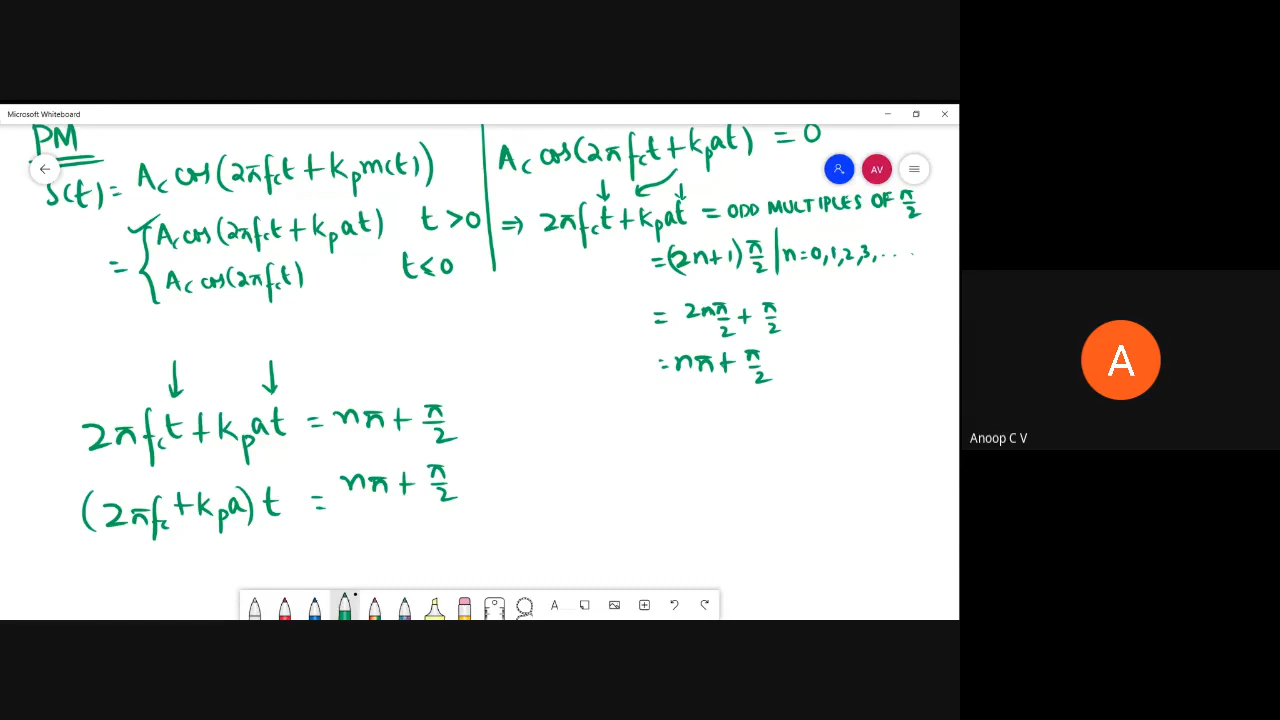 Microsoft Whiteboard
PM
S(t) = A_c cos(2πf_ct + k_pm(t))
= { A_c cos(2πf_ct + k_p at) t >0
A_c cos(2πf_ct) t<0
A_c cos(2πf_ct + k_pat) = 0
⇒ 2πf_ct + k_pat = ODD MULTIPLES OF π/2
= (2n+1) π/2 | n=0,1,2,3,....
= 2nπ/2 + π/2
= nπ + π/2
2πf_ct + k_pat = nπ + π/2
(2πf_c + k_pa) t = nπ + π/2
AV
A
Anoop C V
A